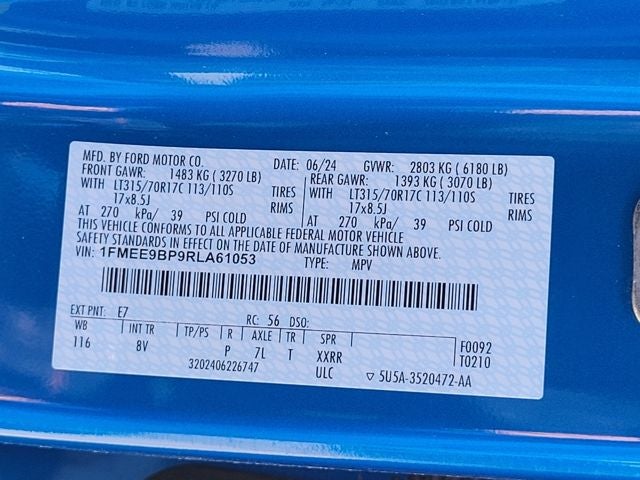 MFD. BY FORD MOTOR CO. DATE: 06/24 GVWR: 2803 KG ( 6180 LB)
FRONT GAWR: 1483 KG ( 3270 LB) REAR GAWR: 1393 KG ( 3070 LB)
WITH LT315/70R17C 113/110S TIRES WITH LT315/70R17C 113/110S TIRES
17x8.5J RIMS 17x8.5J RIMS
AT 270 kPa/ 39 PSI COLD AT 270 kPa/ 39 PSI COLD
THIS VEHICLE CONFORMS TO ALL APPLICABLE FEDERAL MOTOR VEHICLE
SAFETY STANDARDS IN EFFECT ON THE DATE OF MANUFACTURE SHOWN ABOVE.
VIN: 1FMEE9BP9RLA61053 TYPE: MPV
EXT PNT: E7 RC: 56 DSO:
WB INT TR TP/PS R AXLE TR SPR F0092
116 8V P 7L T XXRR T0210
3202406226747 ULC ▽ 5U5A-3520472-AA